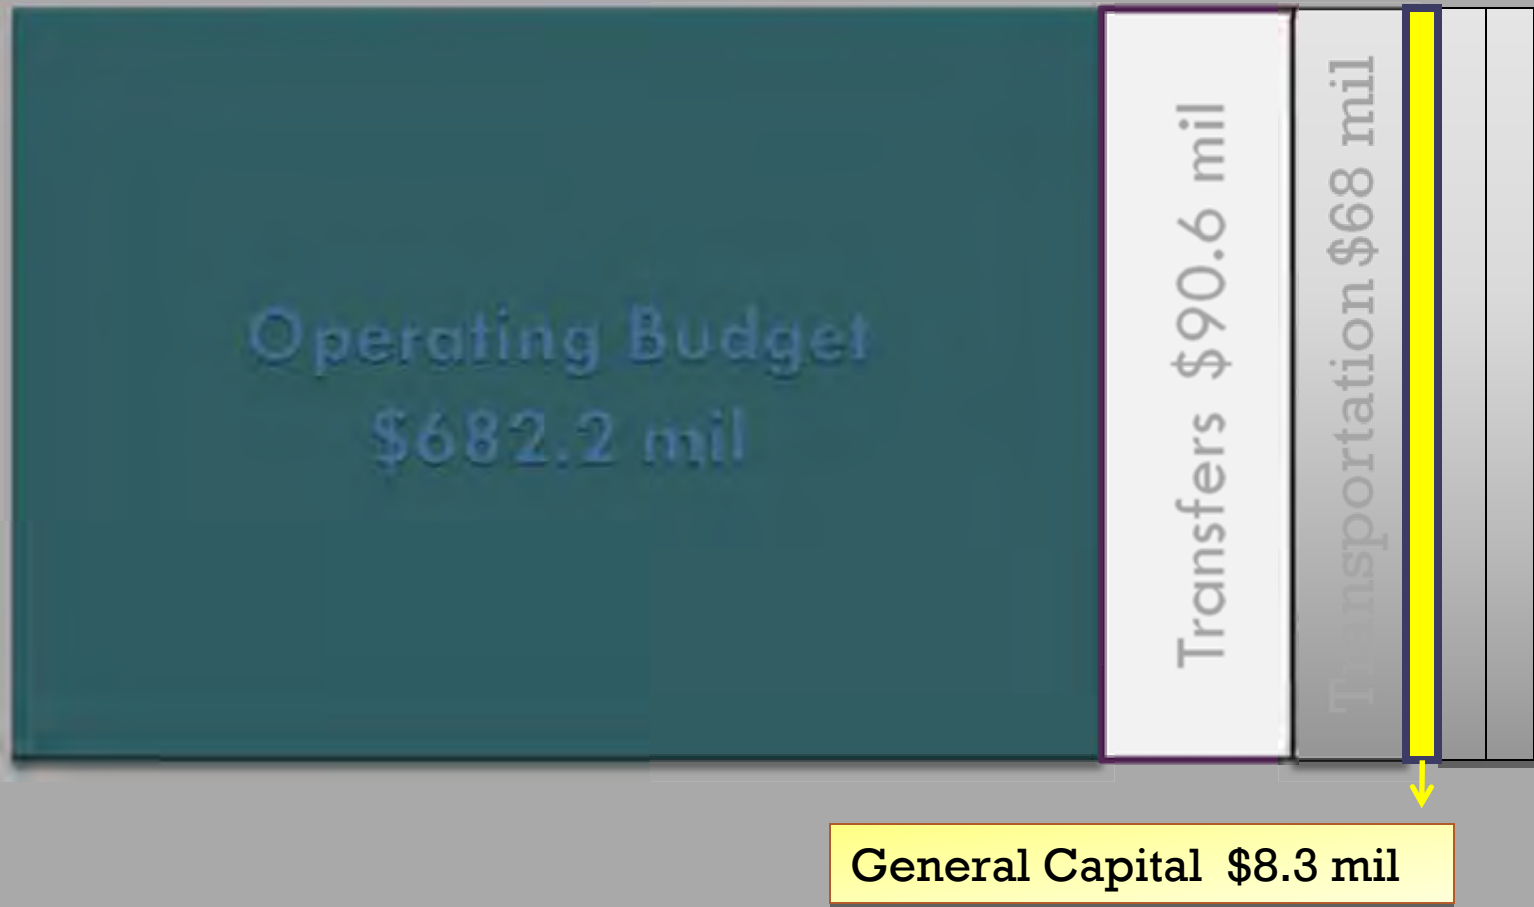 Operating Budget
$682.2 mil
Transfers $90.6 mil
Transportation $68 mil
General Capital $8.3 mil